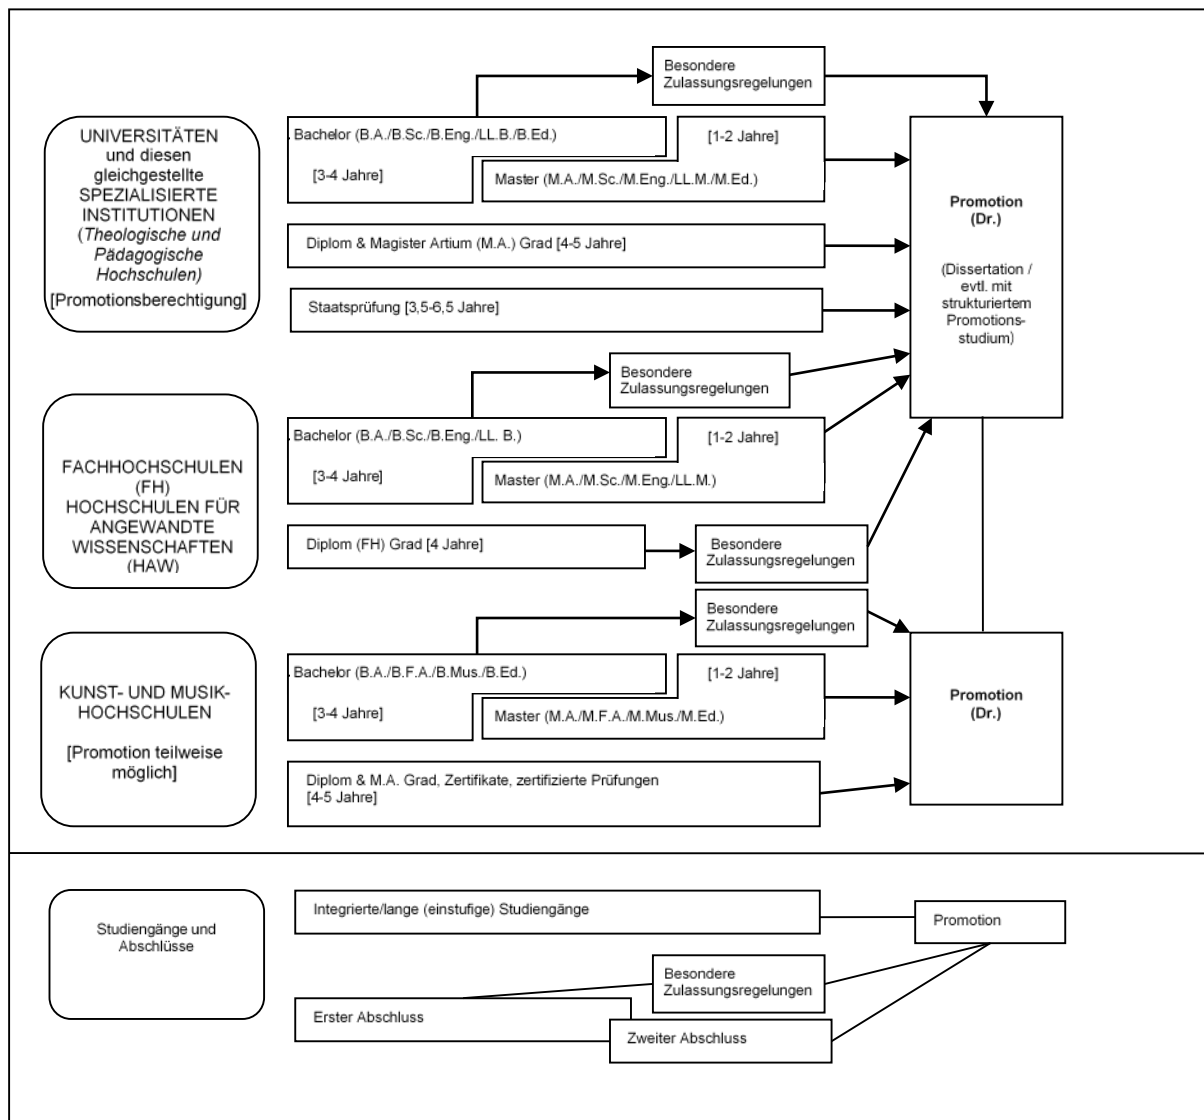 Besondere
Zulassungsregelungen
UNIVERSITÄTEN
und diesen
gleichgestellte
SPEZIALISIERTE
INSTITUTIONEN
(Theologische und
Pädagogische
Hochschulen)
[Promotionsberechtigung]
Bachelor (B.A./B.Sc./B.Eng./LL.B./B.Ed.)
[3-4 Jahre]
[1-2 Jahre]
Master (M.A./M.Sc./M.Eng./LL.M./M.Ed.)
Diplom & Magister Artium (M.A.) Grad [4-5 Jahre]
Staatsprüfung [3,5-6,5 Jahre]
Promotion
(Dr.)
(Dissertation /
evtl. mit
strukturiertem
Promotions-
studium)
Besondere
Zulassungsregelungen
FACHHOCHSCHULEN
(FH)
HOCHSCHULEN FÜR
ANGEWANDTE
WISSENSCHAFTEN
(HAW)
Bachelor (B.A./B.Sc./B.Eng./LL. B.)
[3-4 Jahre]
[1-2 Jahre]
Master (M.A./M.Sc./M.Eng./LL.M.)
Diplom (FH) Grad [4 Jahre]
Besondere
Zulassungsregelungen
Besondere
Zulassungsregelungen
KUNST- UND MUSIK-
HOCHSCHULEN
[Promotion teilweise
möglich]
Bachelor (B.A./B.F.A./B.Mus./B.Ed.)
[3-4 Jahre]
[1-2 Jahre]
Master (M.A./M.F.A./M.Mus./M.Ed.)
Diplom & M.A. Grad, Zertifikate, zertifizierte Prüfungen
[4-5 Jahre]
Promotion
(Dr.)
Studiengänge und
Abschlüsse
Integrierte/lange (einstufige) Studiengänge
Promotion
Besondere
Zulassungsregelungen
Erster Abschluss
Zweiter Abschluss